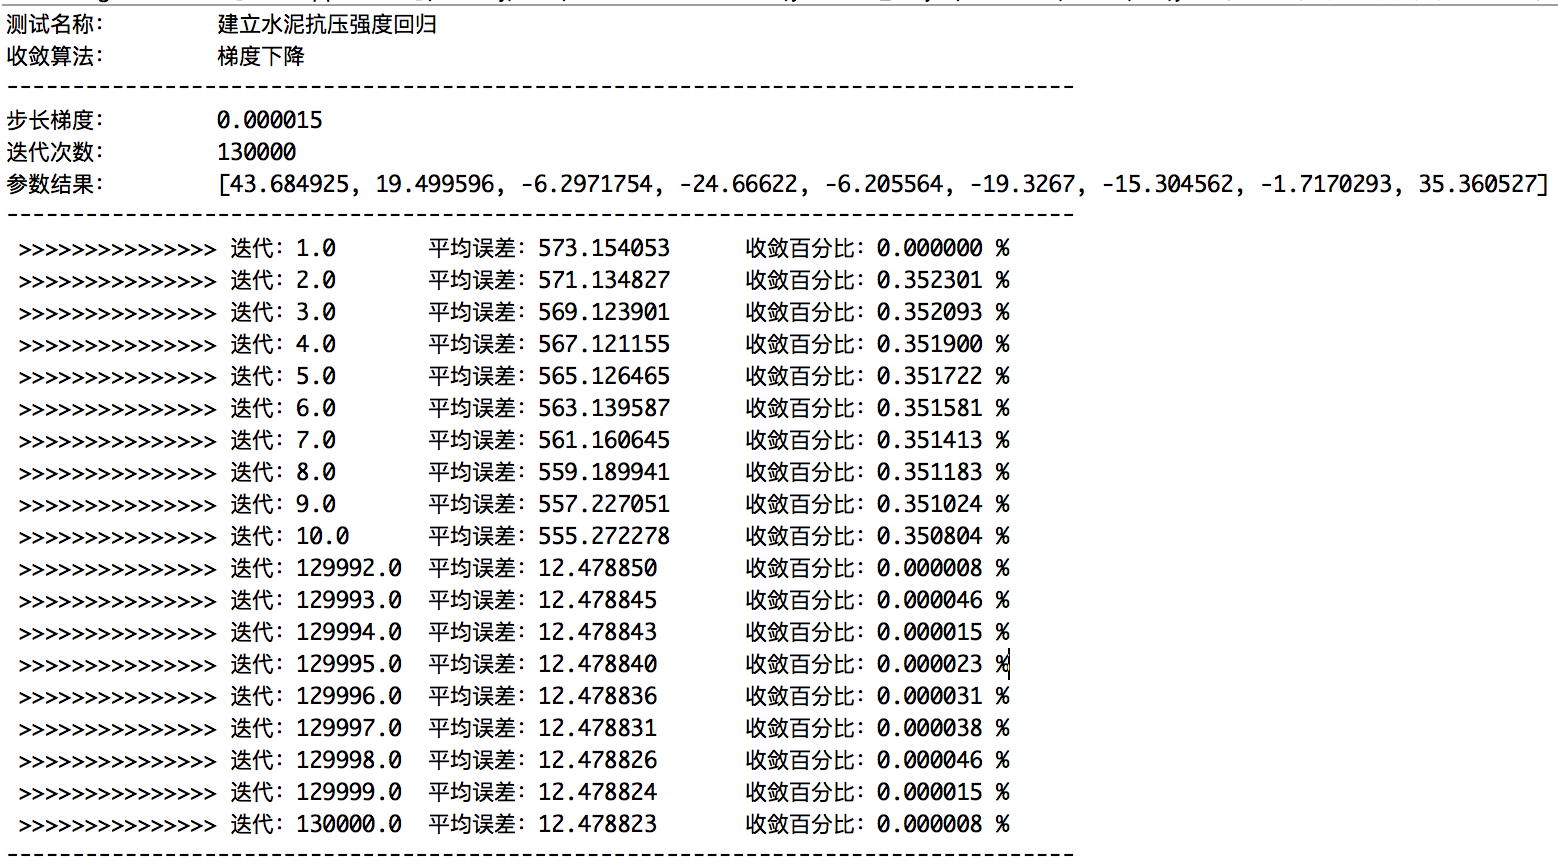 测试名称: 建立水泥抗压强度回归
收敛算法: 梯度下降
---------------------------------------------------------------------------------
步长梯度: 0.000015
迭代次数: 130000
参数结果: [43.684925, 19.499596, -6.2971754, -24.66622, -6.205564, -19.3267, -15.304562, -1.7170293, 35.360527]
---------------------------------------------------------------------------------
>>>>>>>>>>>>>>> 迭代: 1.0 平均误差: 573.154053 收敛百分比: 0.000000 %
>>>>>>>>>>>>>>> 迭代: 2.0 平均误差: 571.134827 收敛百分比: 0.352301 %
>>>>>>>>>>>>>>> 迭代: 3.0 平均误差: 569.123901 收敛百分比: 0.352093 %
>>>>>>>>>>>>>>> 迭代: 4.0 平均误差: 567.121155 收敛百分比: 0.351900 %
>>>>>>>>>>>>>>> 迭代: 5.0 平均误差: 565.126465 收敛百分比: 0.351722 %
>>>>>>>>>>>>>>> 迭代: 6.0 平均误差: 563.139587 收敛百分比: 0.351581 %
>>>>>>>>>>>>>>> 迭代: 7.0 平均误差: 561.160645 收敛百分比: 0.351413 %
>>>>>>>>>>>>>>> 迭代: 8.0 平均误差: 559.189941 收敛百分比: 0.351183 %
>>>>>>>>>>>>>>> 迭代: 9.0 平均误差: 557.227051 收敛百分比: 0.351024 %
>>>>>>>>>>>>>>> 迭代: 10.0 平均误差: 555.272278 收敛百分比: 0.350804 %
>>>>>>>>>>>>>>> 迭代: 129992.0 平均误差: 12.478850 收敛百分比: 0.000008 %
>>>>>>>>>>>>>>> 迭代: 129993.0 平均误差: 12.478845 收敛百分比: 0.000046 %
>>>>>>>>>>>>>>> 迭代: 129994.0 平均误差: 12.478843 收敛百分比: 0.000015 %
>>>>>>>>>>>>>>> 迭代: 129995.0 平均误差: 12.478840 收敛百分比: 0.000023 %
>>>>>>>>>>>>>>> 迭代: 129996.0 平均误差: 12.478836 收敛百分比: 0.000031 %
>>>>>>>>>>>>>>> 迭代: 129997.0 平均误差: 12.478831 收敛百分比: 0.000038 %
>>>>>>>>>>>>>>> 迭代: 129998.0 平均误差: 12.478826 收敛百分比: 0.000046 %
>>>>>>>>>>>>>>> 迭代: 129999.0 平均误差: 12.478824 收敛百分比: 0.000015 %
>>>>>>>>>>>>>>> 迭代: 130000.0 平均误差: 12.478823 收敛百分比: 0.000008 %
---------------------------------------------------------------------------------